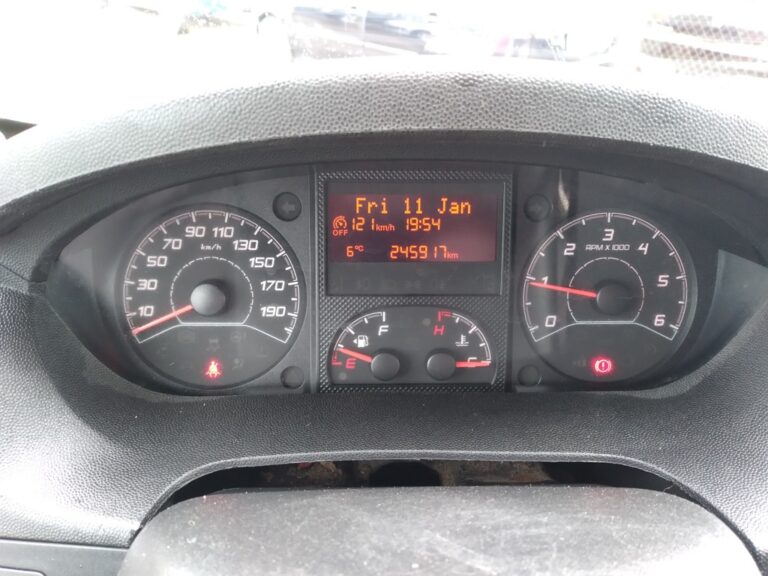 Fri 11 Jan
OFF 121 km/h 19:54
6°C 245917 km
10 30 50 70 90 110 130 150 170 190
km/h
F
E
H
C
0 1 2 3 4 5 6
RPM X 1000